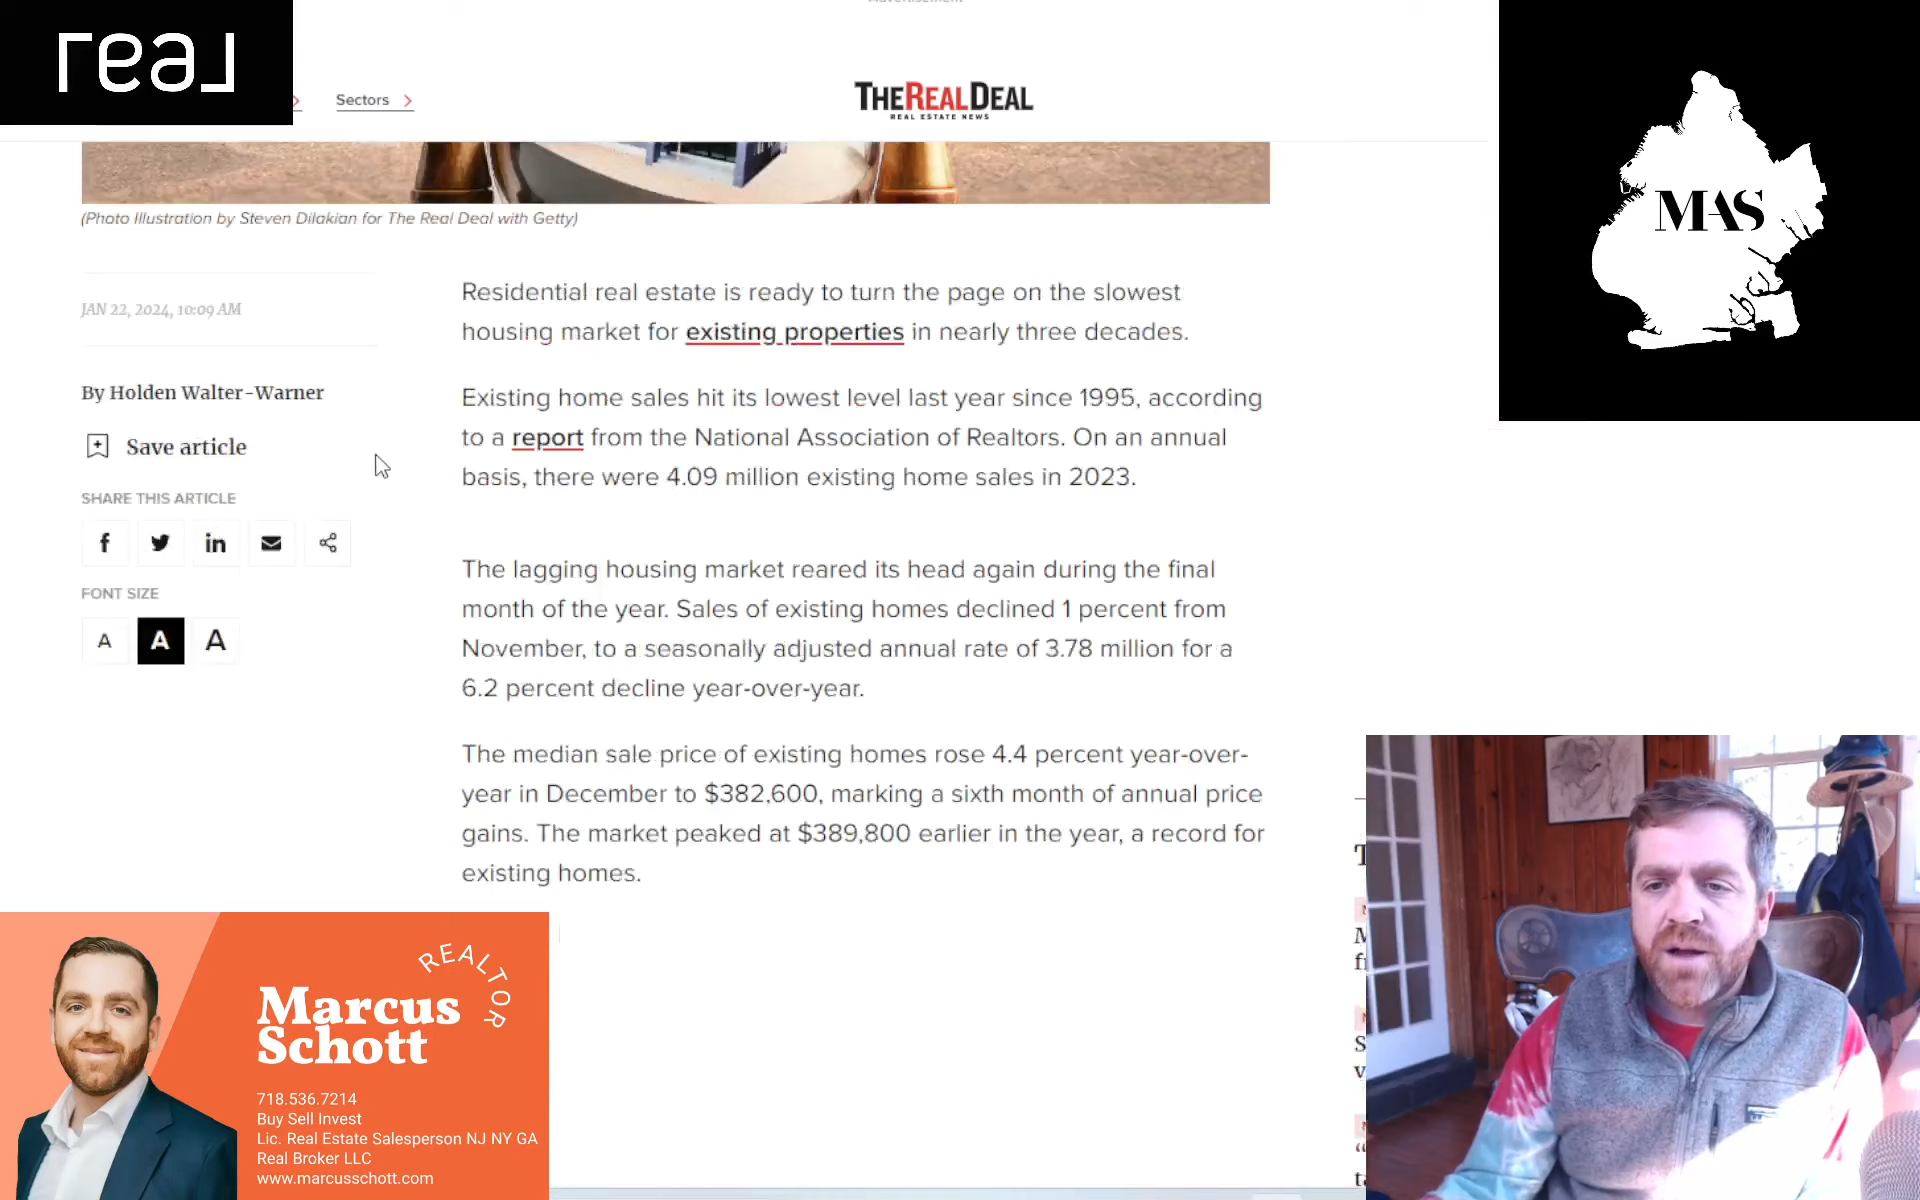 real
Sectors
THEREALDEAL
REAL ESTATE NEWS
MAS
(Photo Illustration by Steven Dilakian for The Real Deal with Getty)
JAN 22, 2024, 10:09 AM
By Holden Walter-Warner
Save article
SHARE THIS ARTICLE
FONT SIZE
A A A
Residential real estate is ready to turn the page on the slowest
housing market for existing properties in nearly three decades.
Existing home sales hit its lowest level last year since 1995, according
to a report from the National Association of Realtors. On an annual
basis, there were 4.09 million existing home sales in 2023.
The lagging housing market reared its head again during the final
month of the year. Sales of existing homes declined 1 percent from
November, to a seasonally adjusted annual rate of 3.78 million for a
6.2 percent decline year-over-year.
The median sale price of existing homes rose 4.4 percent year-over-
year in December to $382,600, marking a sixth month of annual price
gains. The market peaked at $389,800 earlier in the year, a record for
existing homes.
REALTOR
Marcus
Schott
718.536.7214
Buy Sell Invest
Lic. Real Estate Salesperson NJ NY GA
Real Broker LLC
www.marcusschott.com